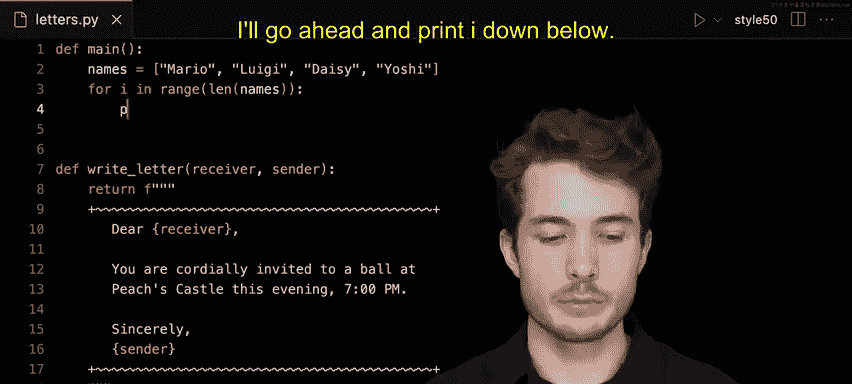 letters.py ×
I'll go ahead and print i down below.
style50
1 def main():
2 names = ["Mario", "Luigi", "Daisy", "Yoshi"]
3 for i in range(len(names)):
4 p
5
6
7 def write_letter(receiver, sender):
8 return f"""
9 +~~~~~~~~~~~~~~~~~~~~~~~~~~~~~~~~~~~~~~~~~~+
10 Dear {receiver},
11
12 You are cordially invited to a ball at
13 Peach's Castle this evening, 7:00 PM.
14
15 Sincerely,
16 {sender}
17 +~~~~~~~~~~~~~~~~~~~~~~~~~~~~~~~~~~~~~~~~~~+